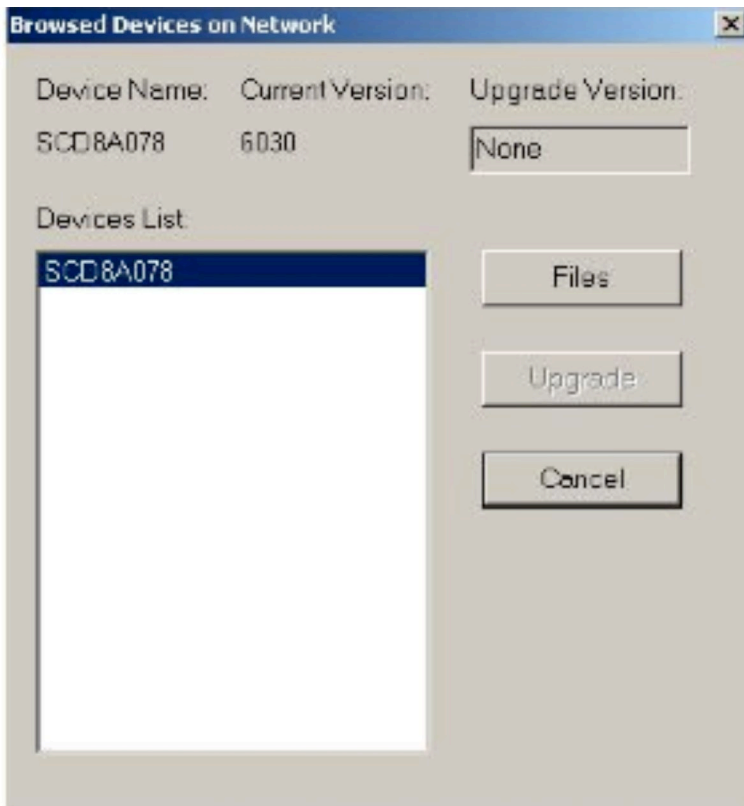 Browsed Devices on Network
Device Name: Current Version: Upgrade Version:
SCD8A078 6030 None
Devices List:
SCD8A078
Files
Upgrade
Cancel